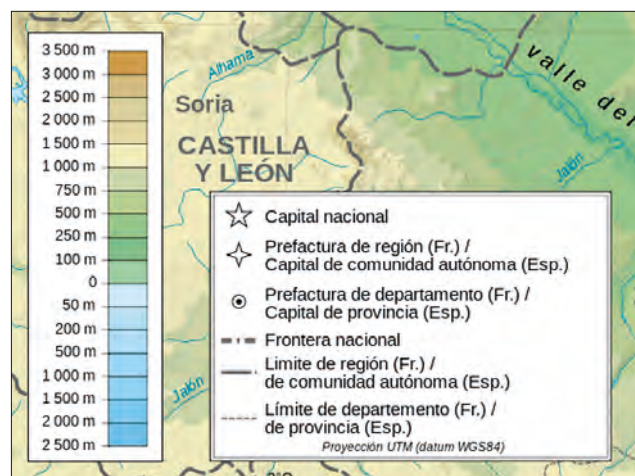 3 500 m
3 000 m
2 500 m
2 000 m
1 500 m
1 000 m
750 m
500 m
250 m
100 m
0
50 m
200 m
500 m
1 000 m
1 500 m
2 000 m
2 500 m
Alhama
valle del
Soria
CASTILLA
Y LEÓN
Jalón
Capital nacional
Prefactura de región (Fr.) /
Capital de comunidad autónoma (Esp.)
Prefactura de departamento (Fr.) /
Capital de provincia (Esp.)
Frontera nacional
Limite de región (Fr.) /
de comunidad autónoma (Esp.)
Límite de departamento (Fr.) /
de provincia (Esp.)
Proyección UTM (datum WGS84)
Jalón